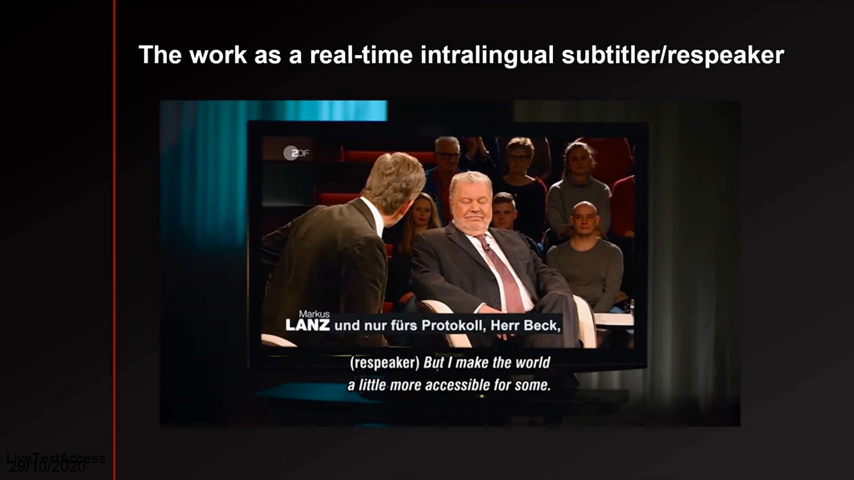 The work as a real-time intralingual subtitler/respeaker
ZDF
Markus
LANZ
und nur fürs Protokoll, Herr Beck,
(respeaker) But I make the world
a little more accessible for some.
LiveTextAccess
29/10/2020